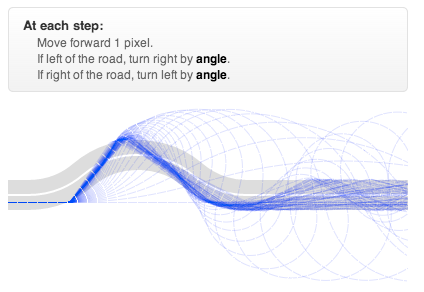 At each step:
Move forward 1 pixel.
If left of the road, turn right by angle.
If right of the road, turn left by angle.